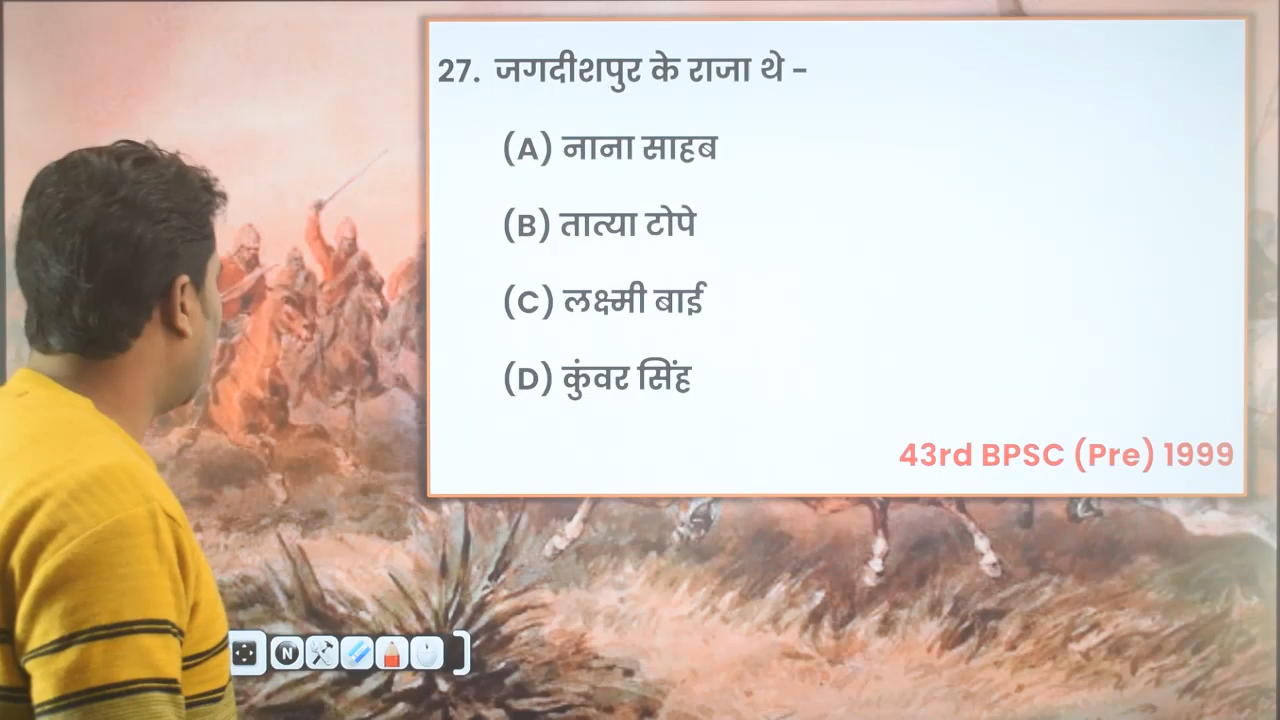 27. जगदीशपुर के राजा थे -
(A) नाना साहब
(B) तात्या टोपे
(C) लक्ष्मी बाई
(D) कुंवर सिंह
43rd BPSC (Pre) 1999
N